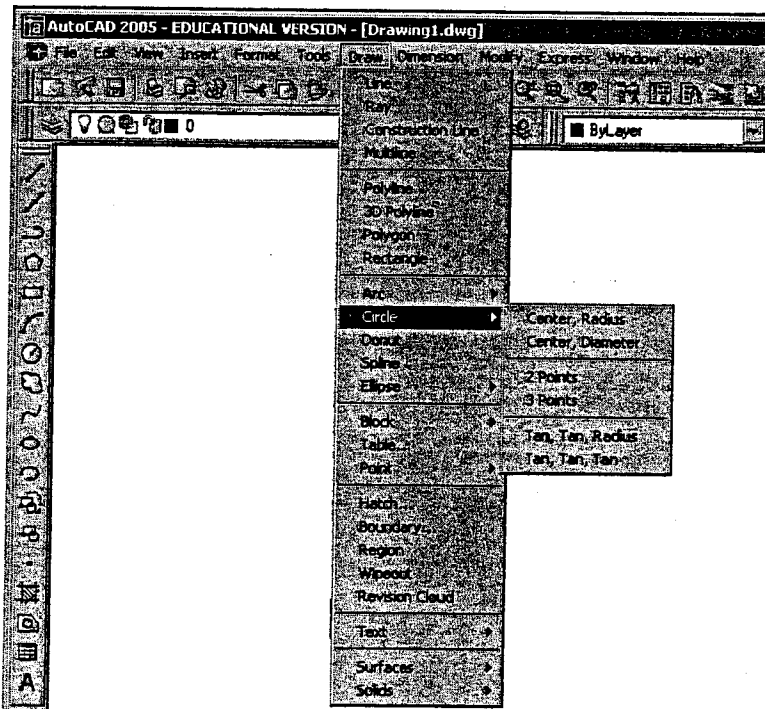 AutoCAD 2005 - EDUCATIONAL VERSION - [Drawing1.dwg]
File Edit View Insert Format Tools Draw Dimension Modify Express Window Help
0
ByLayer
Line
Ray
Construction Line
Multiline
Polyline
3D Polyline
Polygon
Rectangle
Arc
Circle
Donut
Spline
Ellipse
Block
Table...
Point
Hatch...
Boundary...
Region
Wipeout
Revision Cloud
Text
Surfaces
Solids
Center, Radius
Center, Diameter
2 Points
3 Points
Tan, Tan, Radius
Tan, Tan, Tan
A